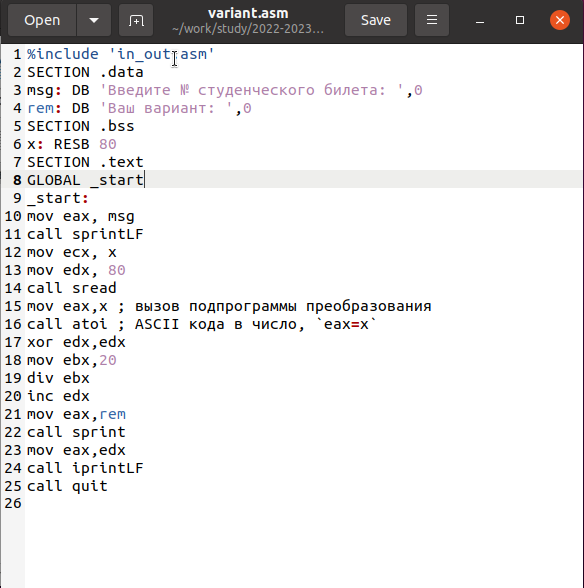 Open
variant.asm
~/work/study/2022-2023...
Save
1 %include 'in_out.asm'
2 SECTION .data
3 msg: DB 'Введите № студенческого билета: ',0
4 rem: DB 'Ваш вариант: ',0
5 SECTION .bss
6 x: RESB 80
7 SECTION .text
8 GLOBAL _start
9 _start:
10 mov eax, msg
11 call sprintLF
12 mov ecx, x
13 mov edx, 80
14 call sread
15 mov eax,x ; вызов подпрограммы преобразования
16 call atoi ; ASCII кода в число, `eax=x`
17 xor edx,edx
18 mov ebx,20
19 div ebx
20 inc edx
21 mov eax,rem
22 call sprint
23 mov eax,edx
24 call iprintLF
25 call quit
26